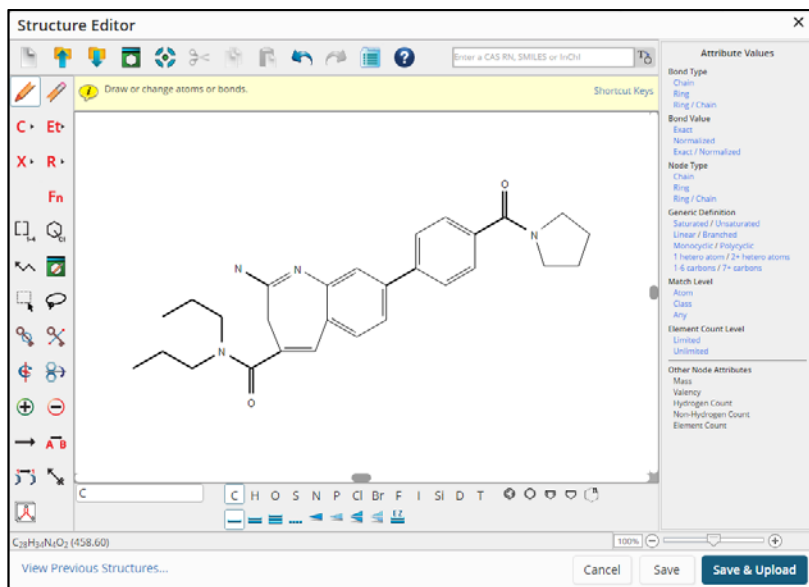 Structure Editor
×
Enter a CAS RN, SMILES or InChI
Draw or change atoms or bonds.
Shortcut Keys
C
Et
X
R
Fn
1-4
Cl
A B
O
N
N
N
N
O
C
C H O S N P Cl Br F I Si D T
EZ
C28H34N4O2 (458.60)
100%
View Previous Structures...
Cancel
Save
Save & Upload
Attribute Values
Bond Type
Chain
Ring
Ring / Chain
Bond Value
Exact
Normalized
Exact / Normalized
Node Type
Chain
Ring
Ring / Chain
Generic Definition
Saturated / Unsaturated
Linear / Branched
Monocyclic / Polycyclic
1 hetero atom / 2+ hetero atoms
1-6 carbons / 7+ carbons
Match Level
Atom
Class
Any
Element Count Level
Limited
Unlimited
Other Node Attributes
Mass
Valency
Hydrogen Count
Non-Hydrogen Count
Element Count